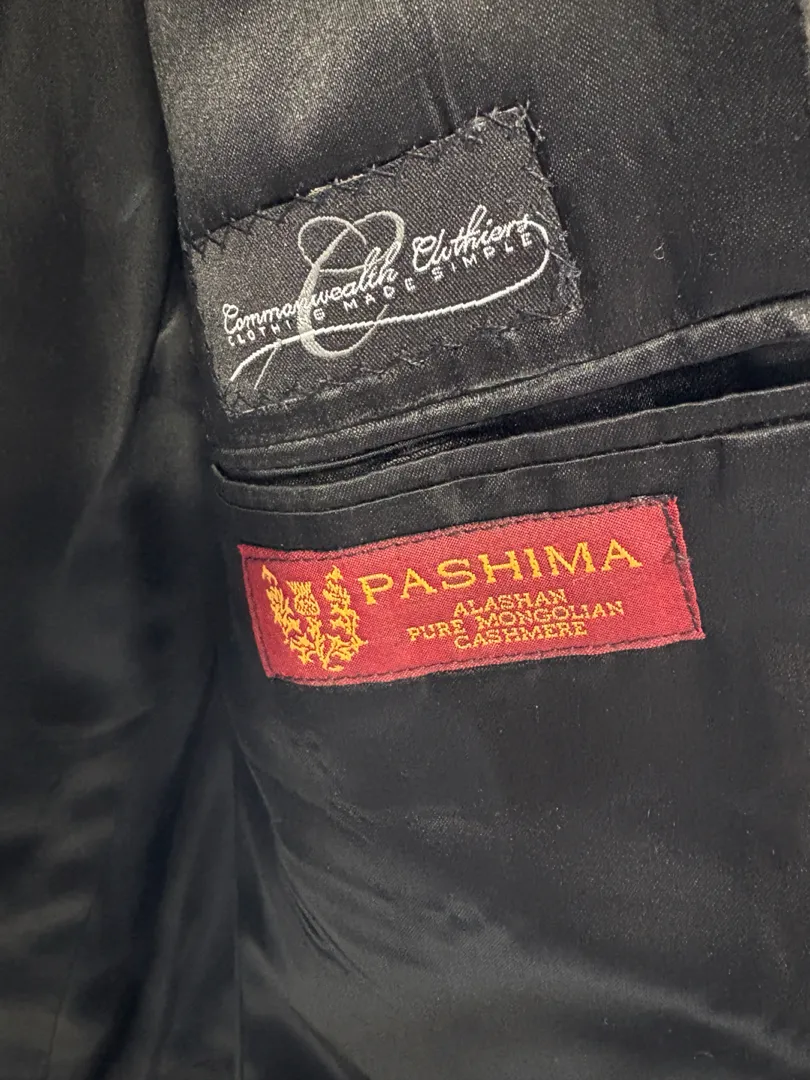 Commonwealth Clothiers
CLOTHING MADE SIMPLE
PASHIMA
ALASHAN
PURE MONGOLIAN
CASHMERE